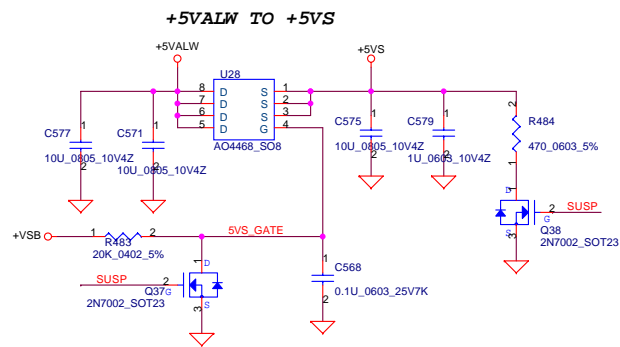 +5VALW TO +5VS
+5VALW
+5VS
U28
8 D S 1
7 D S 2
6 D S 3
5 D G 4
AO4468_SO8
C577 1
10U_0805_10V4Z
2
C571 1
10U_0805_10V4Z
2
C575 1
10U_0805_10V4Z
2
C579 1
1U_0603_10V4Z
2
2
R484
470_0603_5%
1
1 D
2 SUSP
G
Q38
S
3
2N7002_SOT23
+VSB
1 2
R483
20K_0402_5%
5VS_GATE
1 D
SUSP 2
G
Q37
S
3
2N7002_SOT23
1
C568
0.1U_0603_25V7K
2